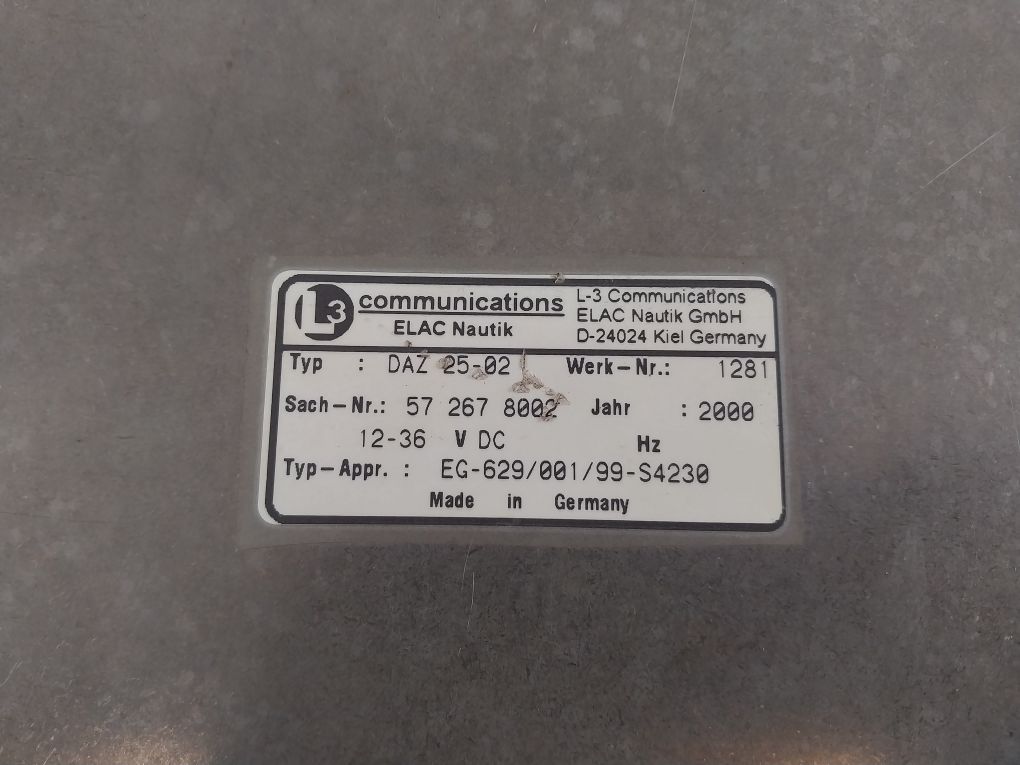 L3 communications
ELAC Nautik
L-3 Communications
ELAC Nautik GmbH
D-24024 Kiel Germany
Typ : DAZ 25-02 Werk-Nr.: 1281
Sach-Nr.: 57 267 8002 Jahr : 2000
12-36 V DC Hz
Typ-Appr. : EG-629/001/99-S4230
Made in Germany